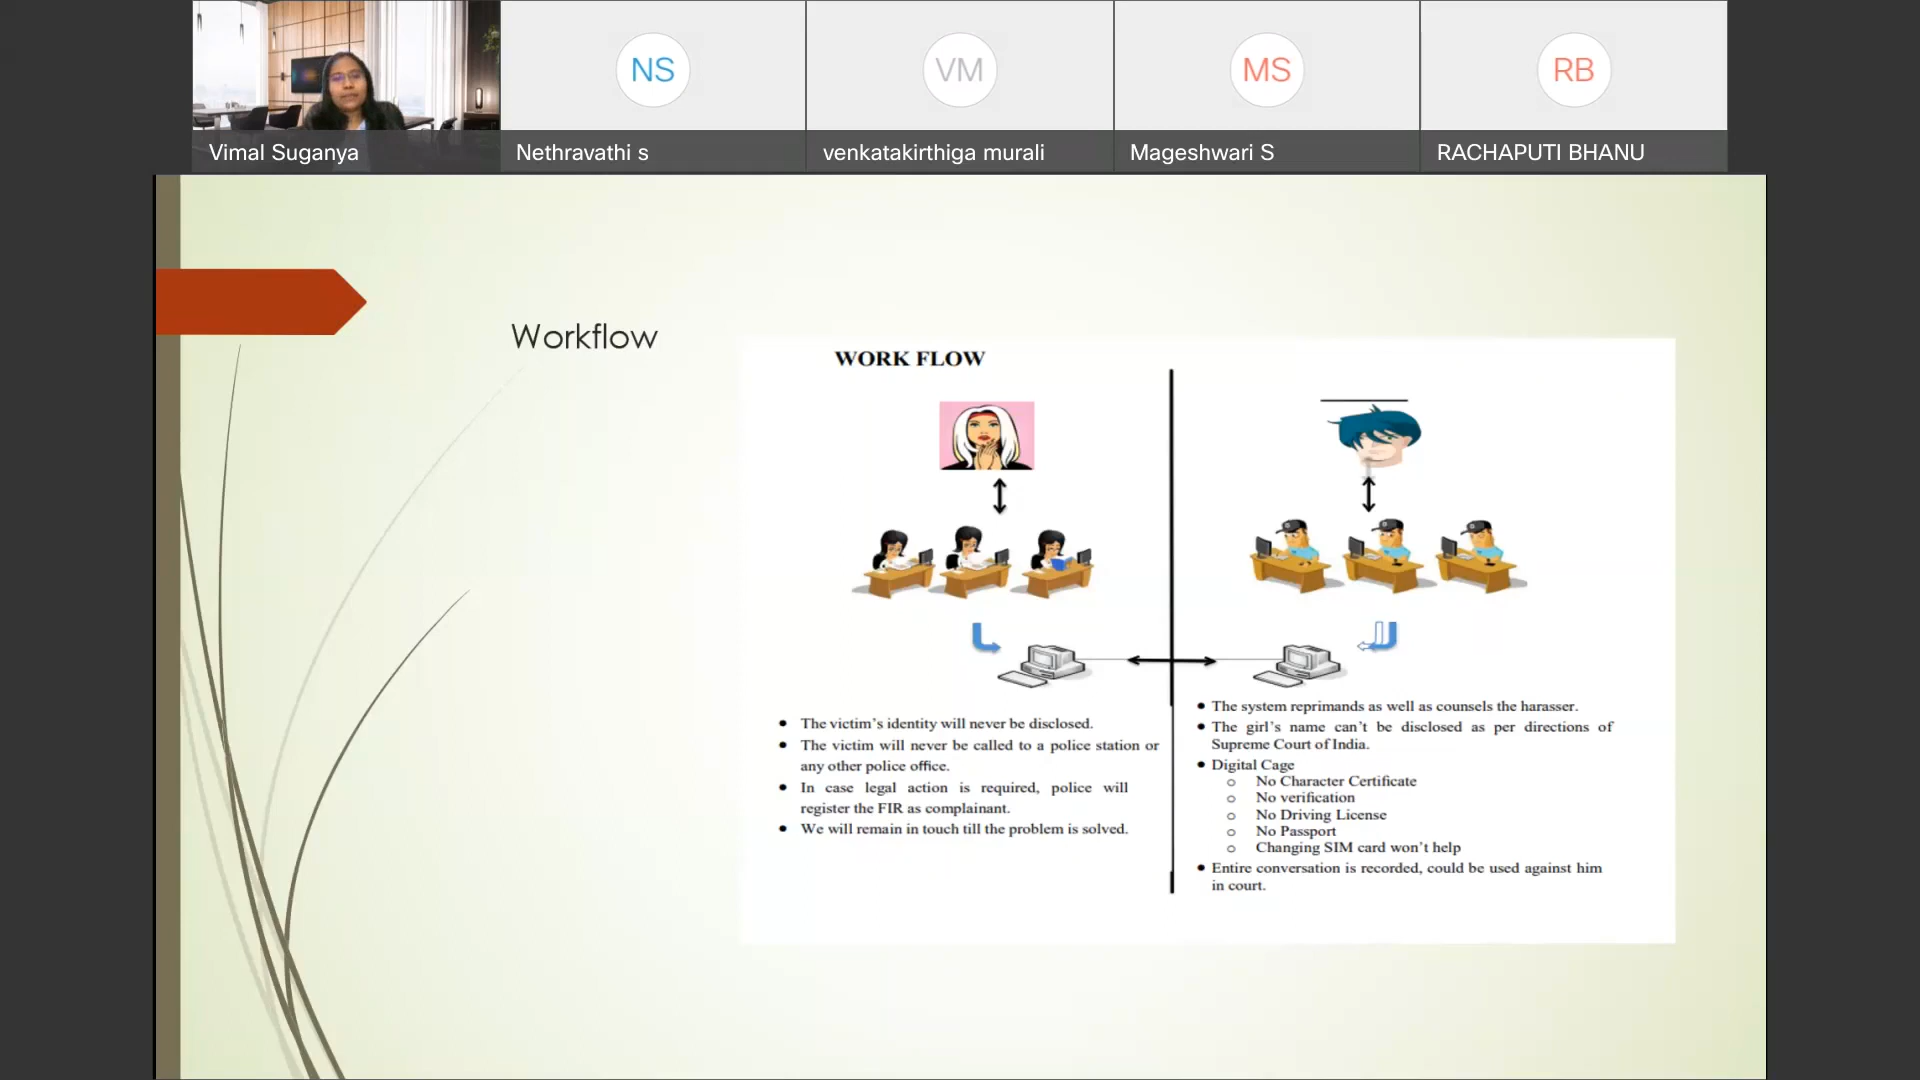 NS
VM
MS
RB
Vimal Suganya
Nethravathi s
venkatakirthiga murali
Mageshwari S
RACHAPUTI BHANU
Workflow
WORK FLOW
• The victim's identity will never be disclosed.
• The victim will never be called to a police station or
any other police office.
• In case legal action is required, police will
register the FIR as complainant.
• We will remain in touch till the problem is solved.
• The system reprimands as well as counsels the harasser.
• The girl's name can't be disclosed as per directions of
Supreme Court of India.
• Digital Cage
o No Character Certificate
o No verification
o No Driving License
o No Passport
o Changing SIM card won't help
• Entire conversation is recorded, could be used against him
in court.